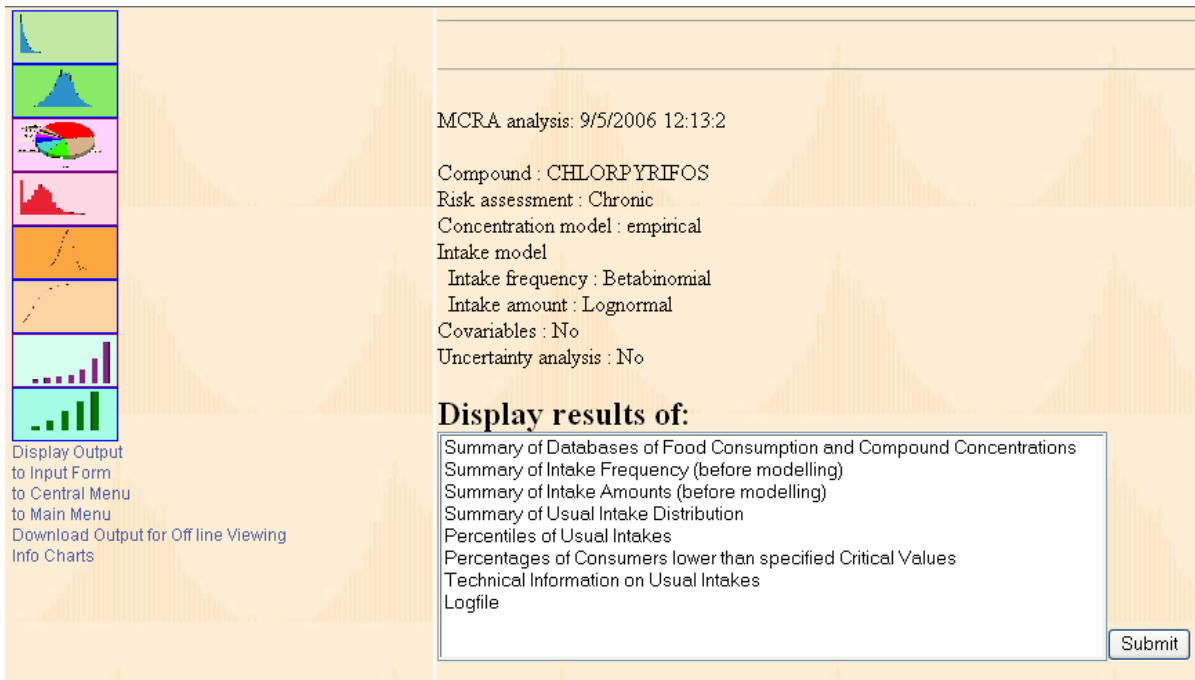 Display Output
to Input Form
to Central Menu
to Main Menu
Download Output for Off line Viewing
Info Charts
MCRA analysis: 9/5/2006 12:13:2
Compound : CHLORPYRIFOS
Risk assessment : Chronic
Concentration model : empirical
Intake model
Intake frequency : Betabinomial
Intake amount : Lognormal
Covariables : No
Uncertainty analysis : No
Display results of:
Summary of Databases of Food Consumption and Compound Concentrations
Summary of Intake Frequency (before modelling)
Summary of Intake Amounts (before modelling)
Summary of Usual Intake Distribution
Percentiles of Usual Intakes
Percentages of Consumers lower than specified Critical Values
Technical Information on Usual Intakes
Logfile
Submit